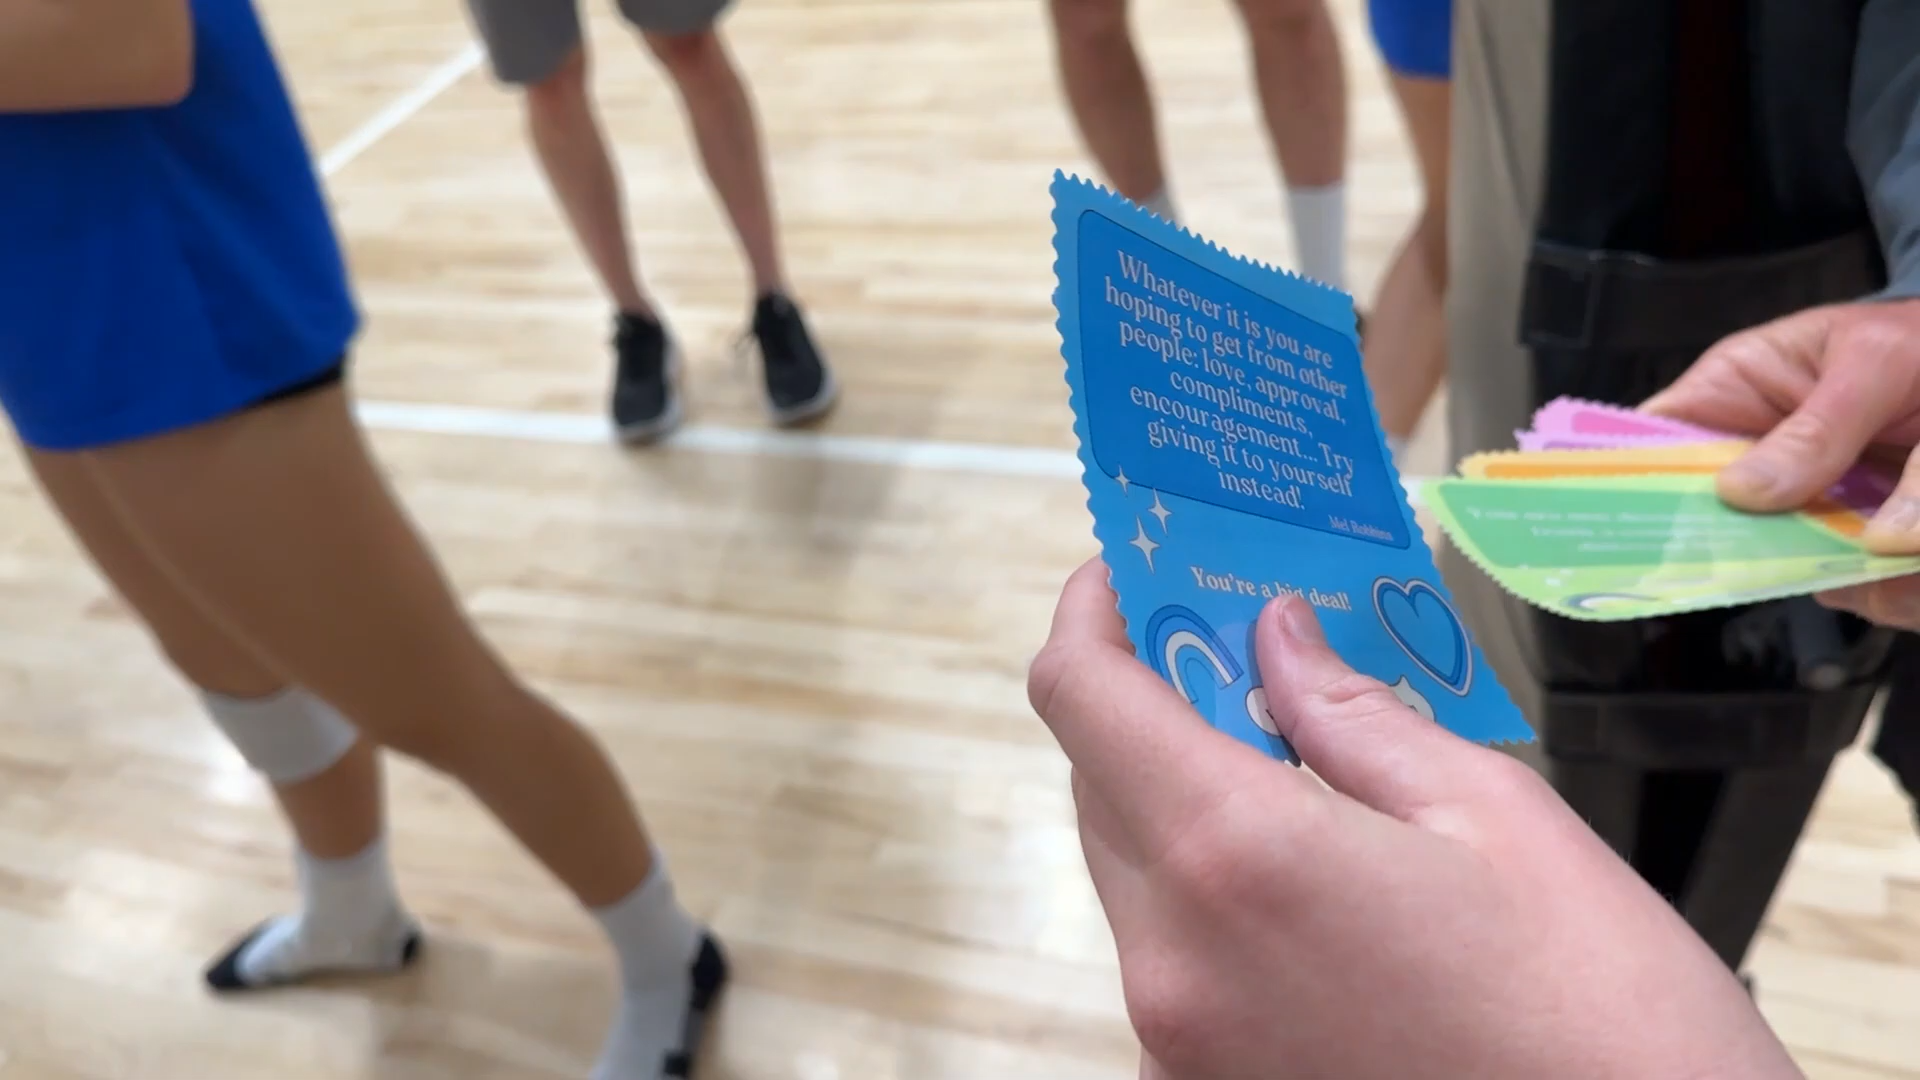 Whatever it is you are
hoping to get from other
people: love, approval,
compliments,
encouragement... Try
giving it to yourself
instead!
Mel Robbins
You're a big deal!